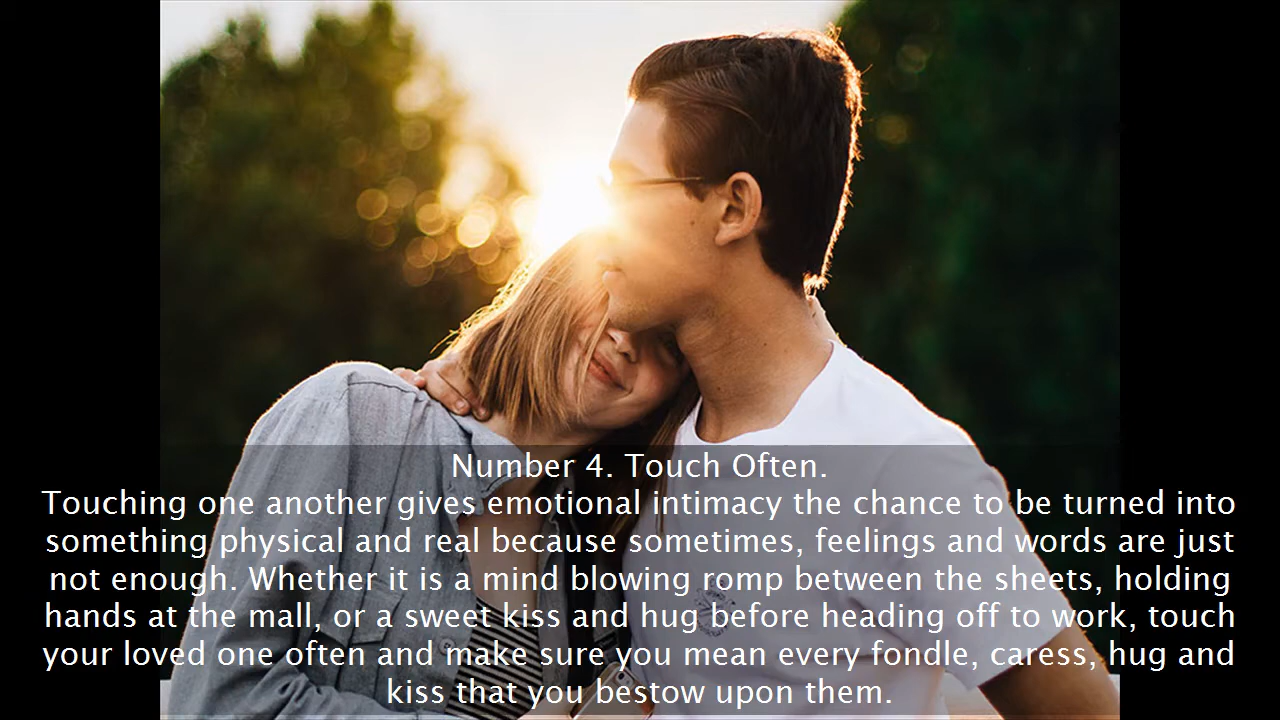 Number 4. Touch Often.
Touching one another gives emotional intimacy the chance to be turned into
something physical and real because sometimes, feelings and words are just
not enough. Whether it is a mind blowing romp between the sheets, holding
hands at the mall, or a sweet kiss and hug before heading off to work, touch
your loved one often and make sure you mean every fondle, caress, hug and
kiss that you bestow upon them.